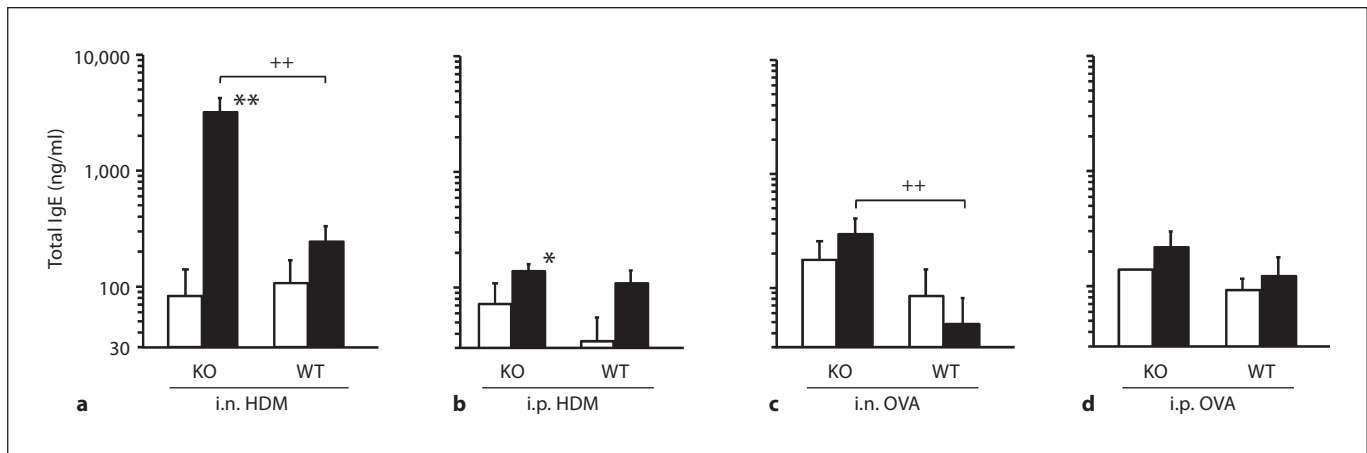 10,000
1,000
100
30
Total IgE (ng/ml)
++
**
KO WT
a i.n. HDM
*
KO WT
b i.p. HDM
++
KO WT
c i.n. OVA
KO WT
d i.p. OVA